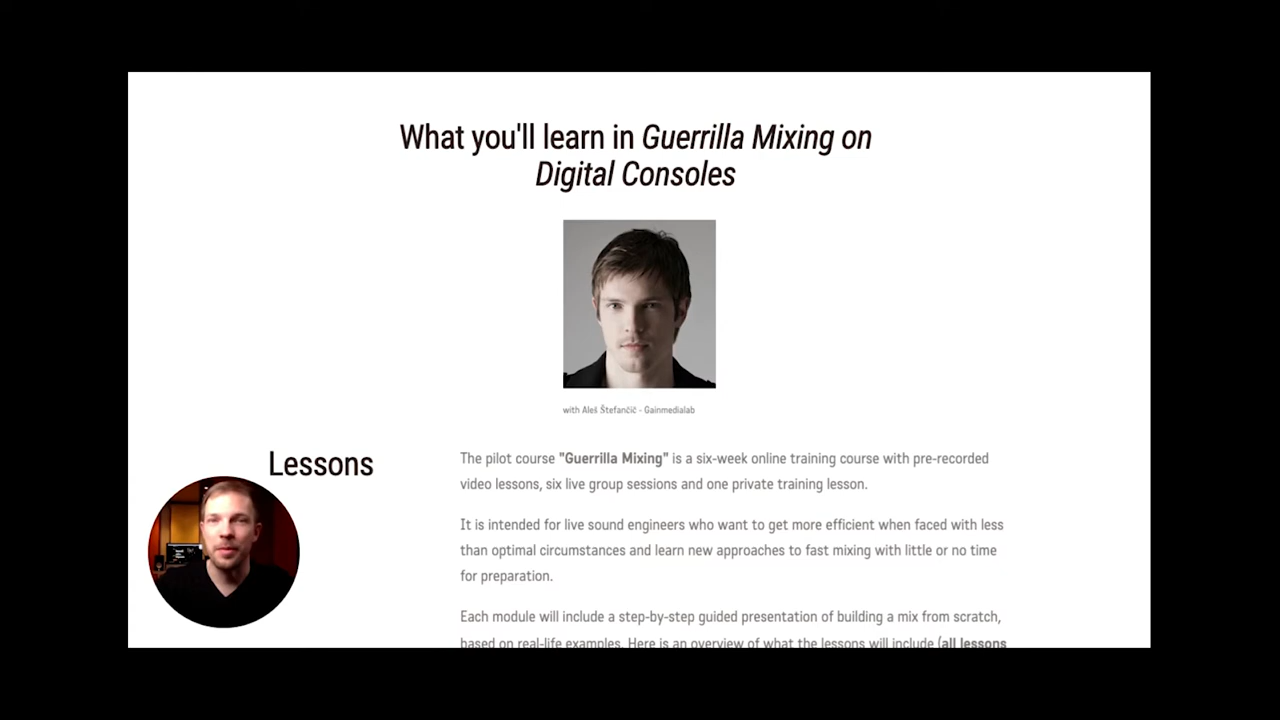 What you'll learn in Guerrilla Mixing on
Digital Consoles
with Aleš Štefančič - Gainmedialab
Lessons
The pilot course "Guerrilla Mixing" is a six-week online training course with pre-recorded
video lessons, six live group sessions and one private training lesson.
It is intended for live sound engineers who want to get more efficient when faced with less
than optimal circumstances and learn new approaches to fast mixing with little or no time
for preparation.
Each module will include a step-by-step guided presentation of building a mix from scratch,
based on real-life examples. Here is an overview of what the lessons will include (all lessons